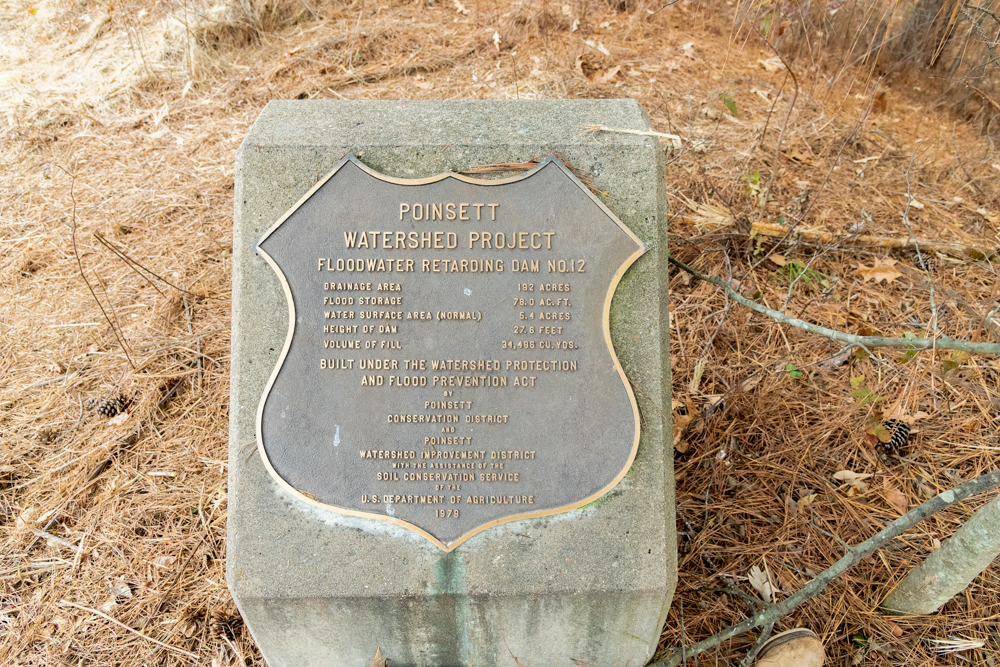 POINSETT
WATERSHED PROJECT
FLOODWATER RETARDING DAM NO.12
DRAINAGE AREA 192 ACRES
FLOOD STORAGE 78.0 AC.FT.
WATER SURFACE AREA (NORMAL) 5.4 ACRES
HEIGHT OF DAM 27.6 FEET
VOLUME OF FILL 34,496 CU.YDS.
BUILT UNDER THE WATERSHED PROTECTION
AND FLOOD PREVENTION ACT
BY
POINSETT
CONSERVATION DISTRICT
AND
POINSETT
WATERSHED IMPROVEMENT DISTRICT
WITH THE ASSISTANCE OF THE
SOIL CONSERVATION SERVICE
OF THE
U.S. DEPARTMENT OF AGRICULTURE
1979